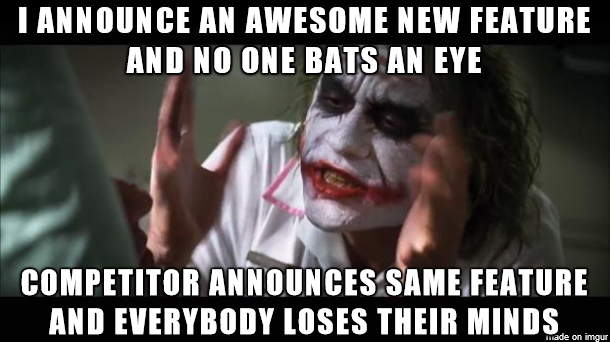 I ANNOUNCE AN AWESOME NEW FEATURE
AND NO ONE BATS AN EYE
COMPETITOR ANNOUNCES SAME FEATURE
AND EVERYBODY LOSES THEIR MINDS
made on imgur